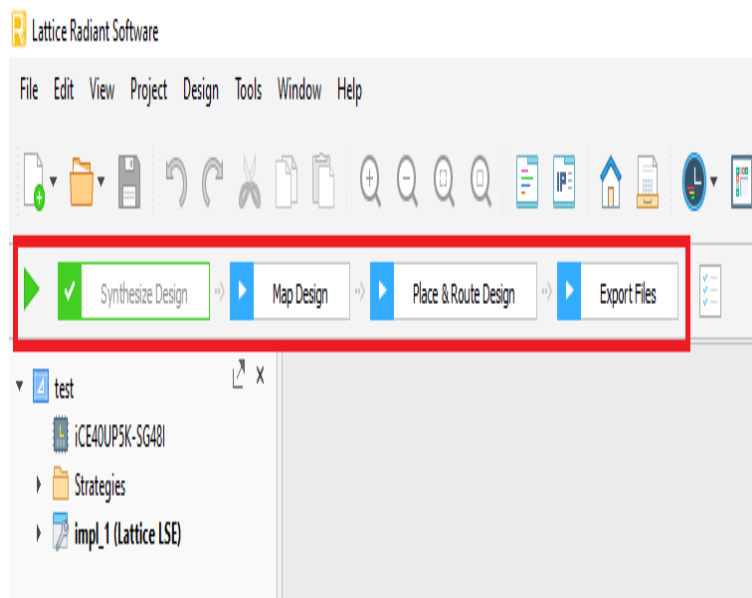 Lattice Radiant Software
File Edit View Project Design Tools Window Help
IP
Synthesize Design Map Design Place & Route Design Export Files
test
iCE40UP5K-SG48I
Strategies
impl_1 (Lattice LSE)